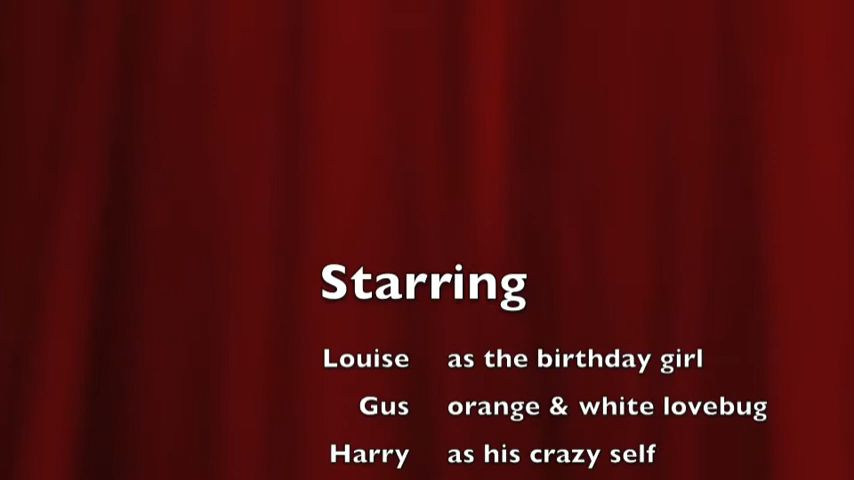 Starring
Louise as the birthday girl
Gus orange & white lovebug
Harry as his crazy self